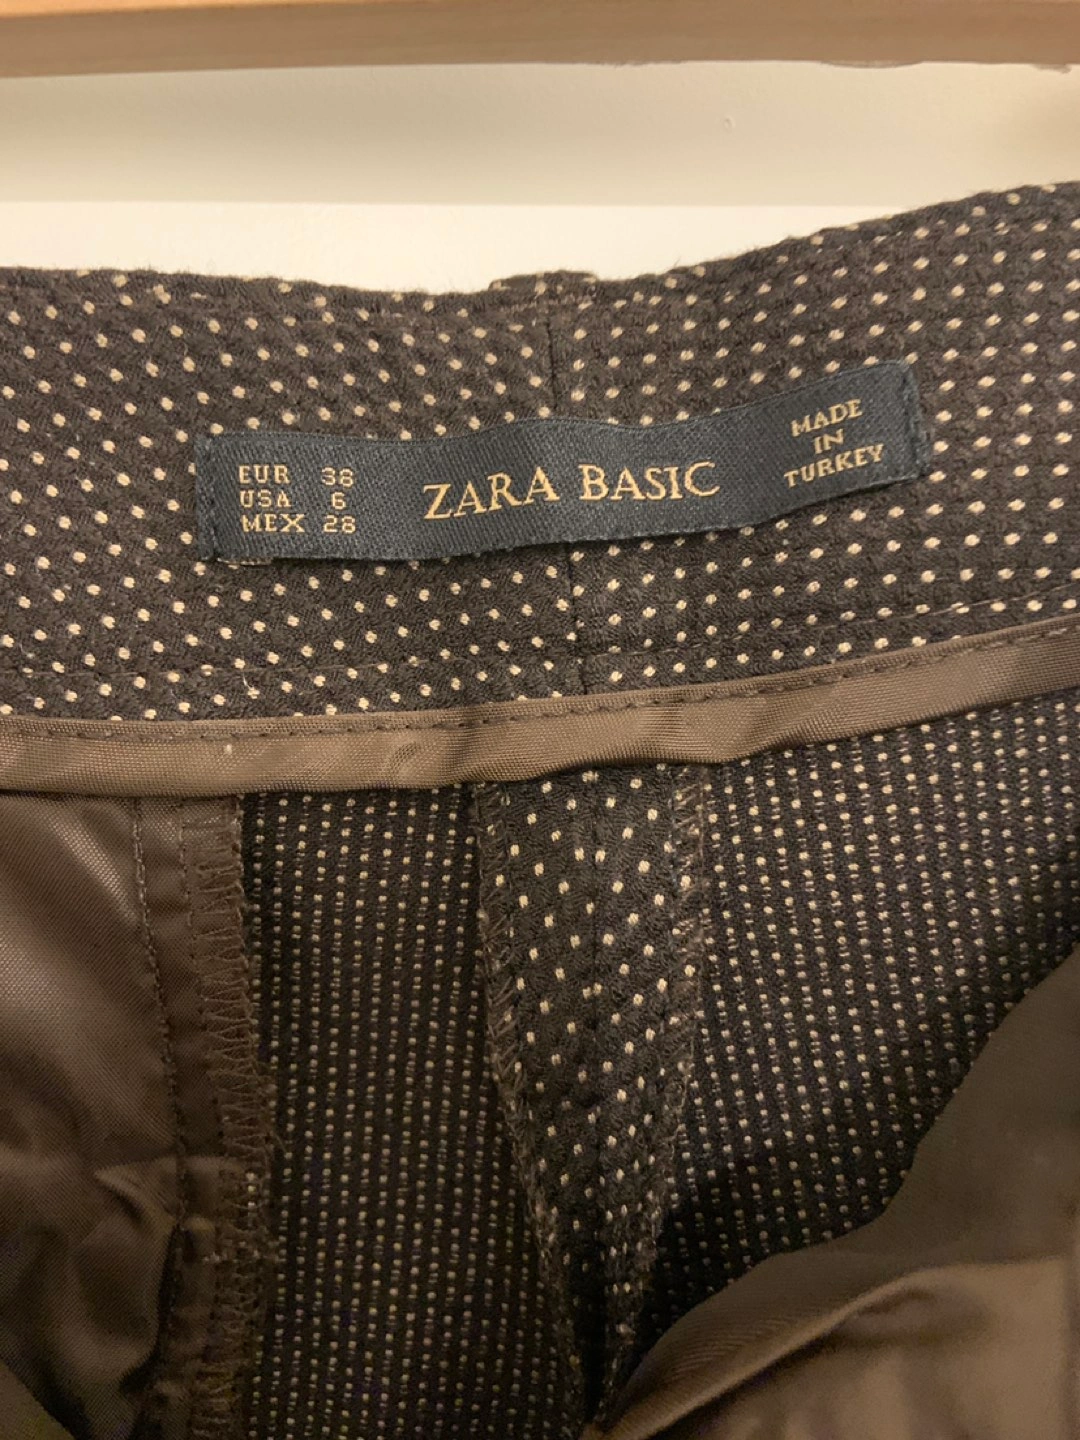 EUR 38
USA 6
MEX 28
ZARA BASIC
MADE
IN
TURKEY